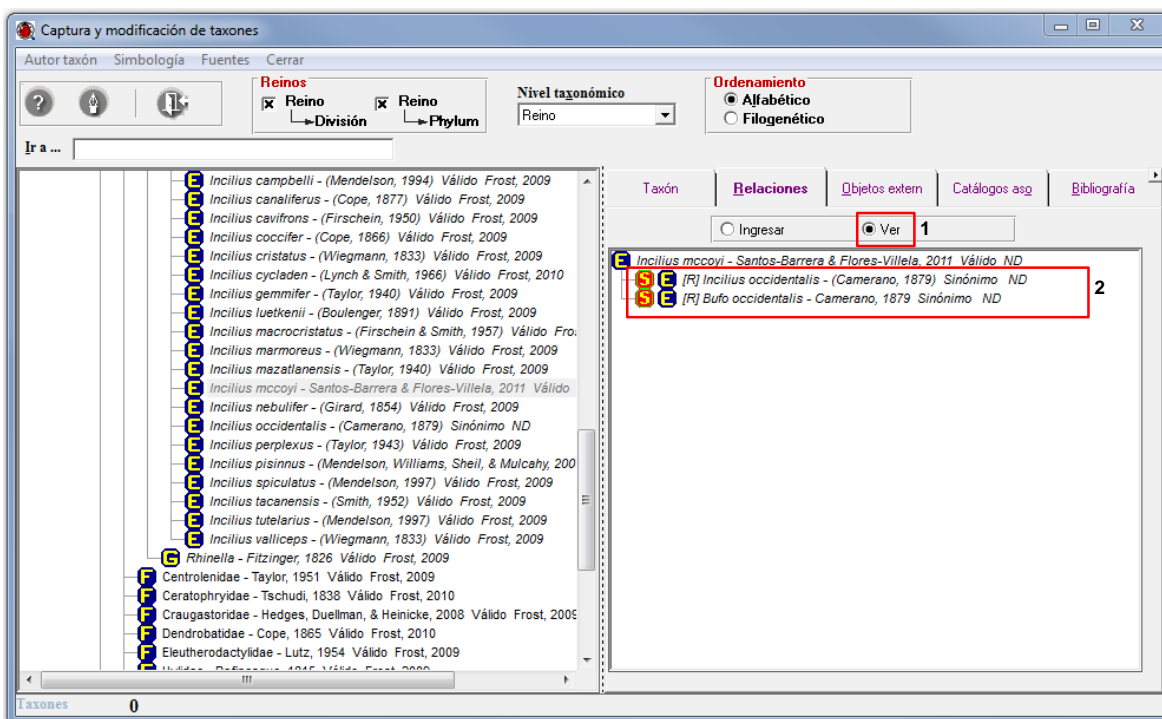 Captura y modificación de taxones
Autor taxón Simbología Fuentes Cerrar
Reinos
Reino Reino
División Phylum
Nivel taxonómico
Reino
Ordenamiento
Alfabético
Filogenético
Ir a ...
E Incilius campbelli - (Mendelson, 1994) Válido Frost, 2009
E Incilius canaliferus - (Cope, 1877) Válido Frost, 2009
E Incilius cavifrons - (Firschein, 1950) Válido Frost, 2009
E Incilius coccifer - (Cope, 1866) Válido Frost, 2009
E Incilius cristatus - (Wiegmann, 1833) Válido Frost, 2009
E Incilius cycladen - (Lynch & Smith, 1966) Válido Frost, 2010
E Incilius gemmifer - (Taylor, 1940) Válido Frost, 2009
E Incilius luetkenii - (Boulenger, 1891) Válido Frost, 2009
E Incilius macrocristatus - (Firschein & Smith, 1957) Válido Fro
E Incilius marmoreus - (Wiegmann, 1833) Válido Frost, 2009
E Incilius mazatlanensis - (Taylor, 1940) Válido Frost, 2009
E Incilius mccoyi - Santos-Barrera & Flores-Villela, 2011 Válido
E Incilius nebulifer - (Girard, 1854) Válido Frost, 2009
E Incilius occidentalis - (Camerano, 1879) Sinónimo ND
E Incilius perplexus - (Taylor, 1943) Válido Frost, 2009
E Incilius pisinnus - (Mendelson, Williams, Sheil, & Mulcahy, 200
E Incilius spiculatus - (Mendelson, 1997) Válido Frost, 2009
E Incilius tacanensis - (Smith, 1952) Válido Frost, 2009
E Incilius tutelarius - (Mendelson, 1997) Válido Frost, 2009
E Incilius valliceps - (Wiegmann, 1833) Válido Frost, 2009
G Rhinella - Fitzinger, 1826 Válido Frost, 2009
F Centrolenidae - Taylor, 1951 Válido Frost, 2009
F Ceratophryidae - Tschudi, 1838 Válido Frost, 2010
F Craugastoridae - Hedges, Duellman, & Heinicke, 2008 Válido Frost, 2009
F Dendrobatidae - Cope, 1865 Válido Frost, 2010
F Eleutherodactylidae - Lutz, 1954 Válido Frost, 2009
Taxones 0
Taxón Relaciones Objetos extern Catálogos aso Bibliografía
Ingresar Ver 1
E Incilius mccoyi - Santos-Barrera & Flores-Villela, 2011 Válido ND
S E [R] Incilius occidentalis - (Camerano, 1879) Sinónimo ND
S E [R] Bufo occidentalis - Camerano, 1879 Sinónimo ND
2